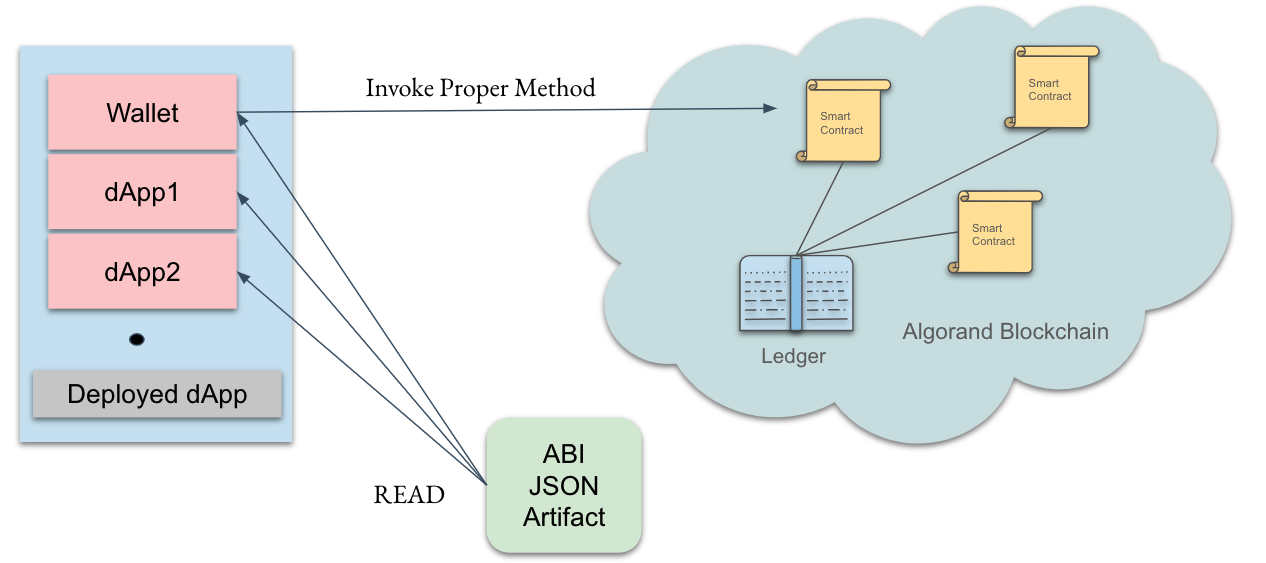 Wallet
dApp1
dApp2
Deployed dApp
Invoke Proper Method
READ
ABI
JSON
Artifact
Smart
Contract
Smart
Contract
Smart
Contract
Ledger
Algorand Blockchain